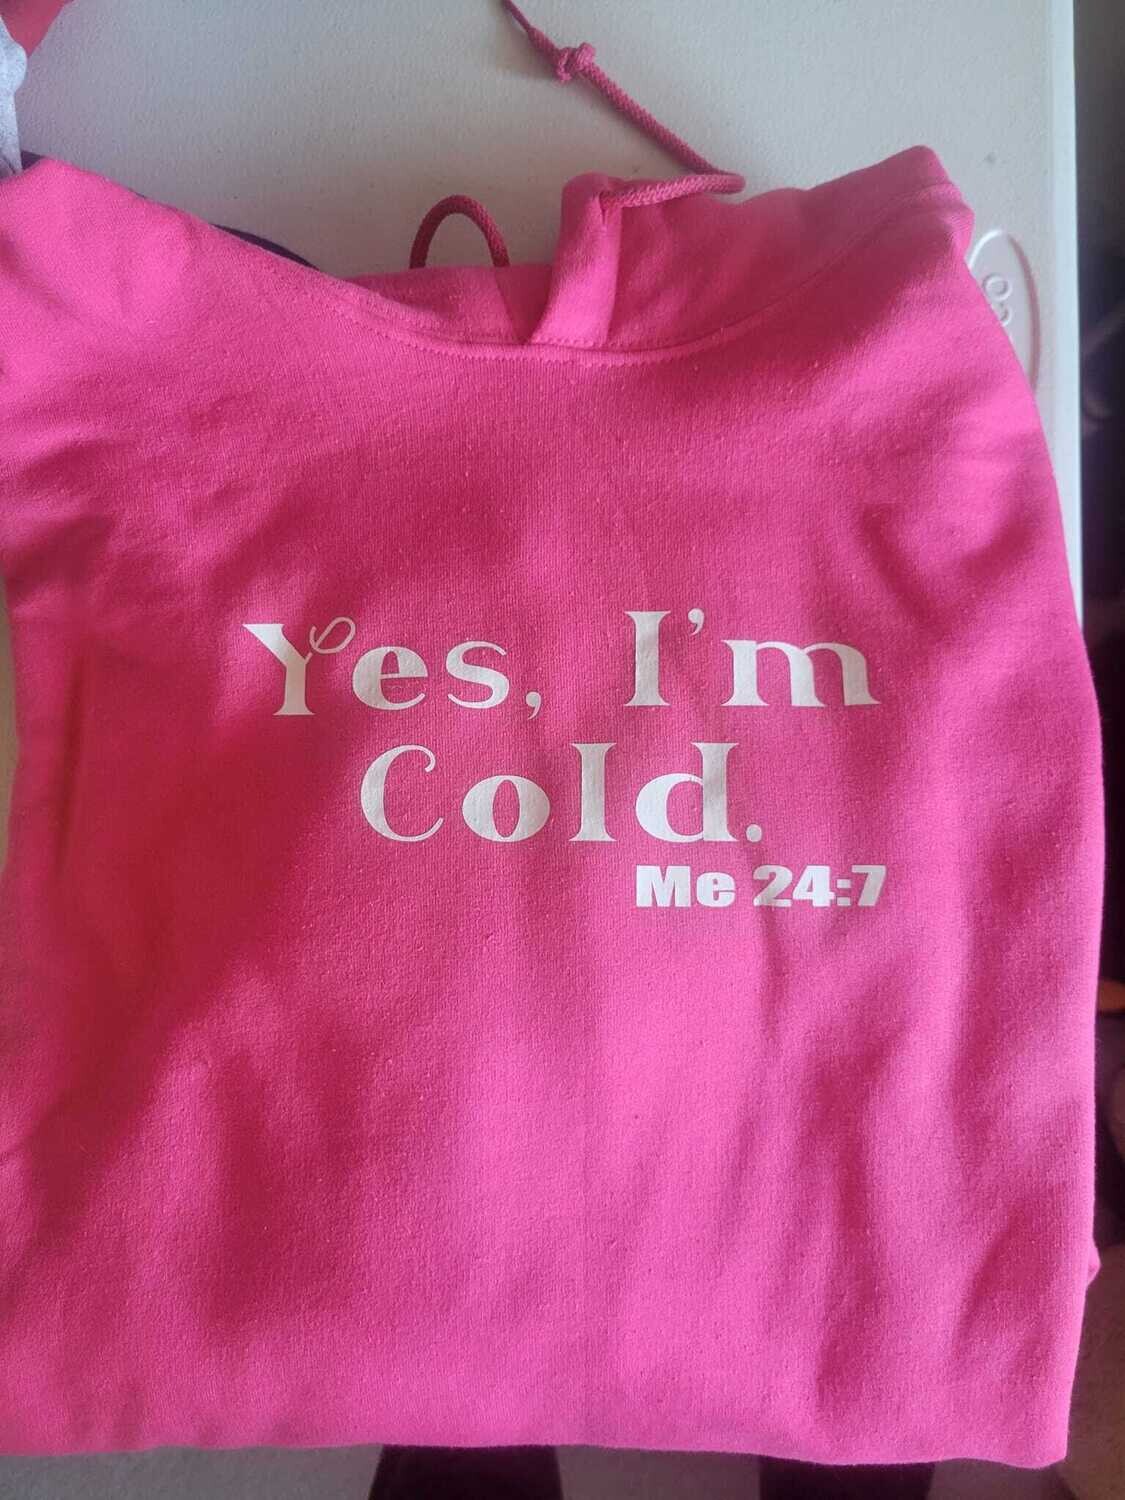 Yes, I'm
Cold.
Me 24:7